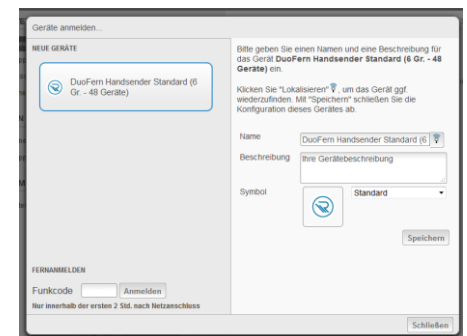 Geräte anmelden...
NEUE GERÄTE
DuoFern Handsender Standard (6
Gr. - 48 Geräte)
FERNANMELDEN
Funkcode
Anmelden
Nur innerhalb der ersten 2 Std. nach Netzanschluss
Bitte geben Sie einen Namen und eine Beschreibung für
das Gerät DuoFern Handsender Standard (6 Gr. - 48
Geräte) ein.
Klicken Sie "Lokalisieren", um das Gerät ggf.
wiederzufinden. Mit "Speichern" schließen Sie die
Konfiguration dieses Gerätes ab.
Name
DuoFern Handsender Standard (6
Beschreibung
Ihre Gerätebeschreibung
Symbol
Standard
Speichern
Schließen